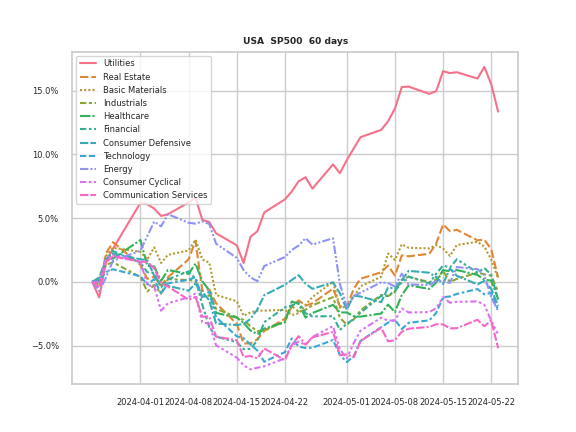 USA SP500 60 days
Utilities
Real Estate
Basic Materials
Industrials
Healthcare
Financial
Consumer Defensive
Technology
Energy
Consumer Cyclical
Communication Services
15.0%
10.0%
5.0%
0.0%
−5.0%
2024-04-01 2024-04-08 2024-04-15 2024-04-22 2024-05-01 2024-05-08 2024-05-15 2024-05-22